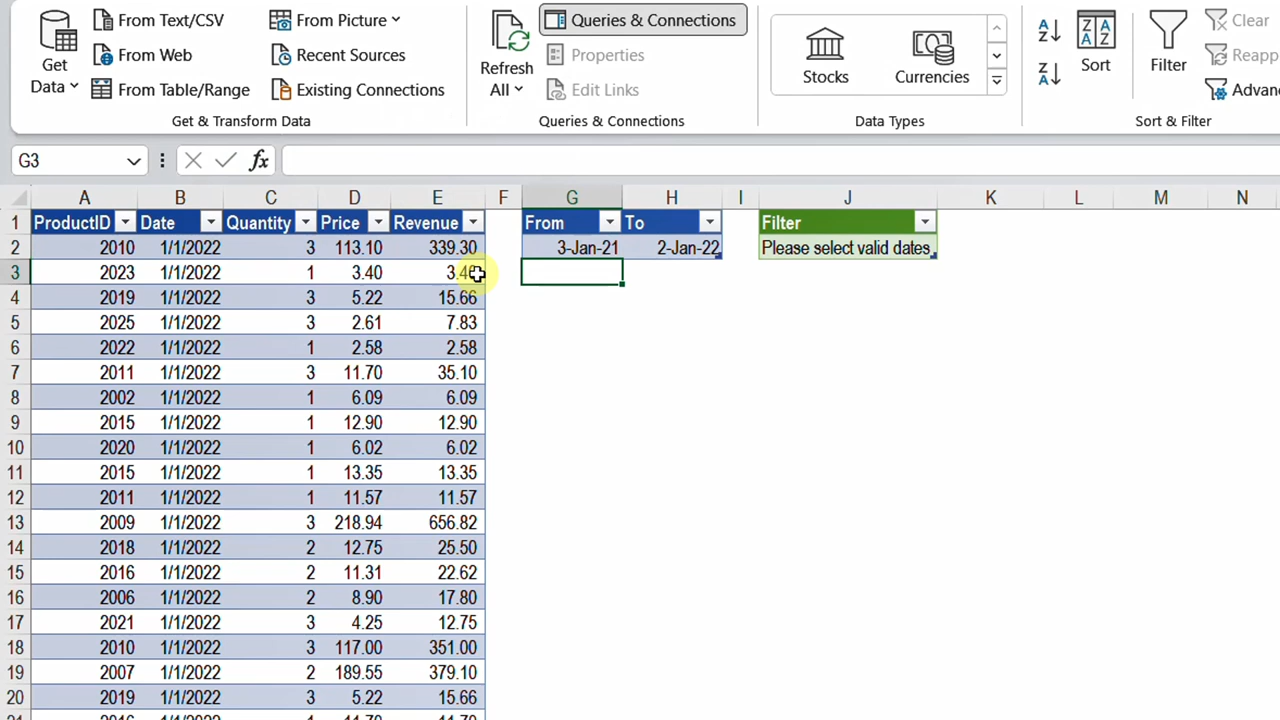 From Text/CSV
From Web
From Table/Range
Get Data
From Picture
Recent Sources
Existing Connections
Get & Transform Data
Refresh All
Queries & Connections
Properties
Edit Links
Queries & Connections
Stocks
Currencies
Data Types
Sort
Filter
Clear
Reapp
Advan
Sort & Filter
G3
fx
A B C D E F G H I J K L M N
1 ProductID Date Quantity Price Revenue From To Filter
2 2010 1/1/2022 3 113.10 339.30 3-Jan-21 2-Jan-22 Please select valid dates
3 2023 1/1/2022 1 3.40
4 2019 1/1/2022 3 5.22 15.66
5 2025 1/1/2022 3 2.61 7.83
6 2022 1/1/2022 1 2.58 2.58
7 2011 1/1/2022 3 11.70 35.10
8 2002 1/1/2022 1 6.09 6.09
9 2015 1/1/2022 1 12.90 12.90
10 2020 1/1/2022 1 6.02 6.02
11 2015 1/1/2022 1 13.35 13.35
12 2011 1/1/2022 1 11.57 11.57
13 2009 1/1/2022 3 218.94 656.82
14 2018 1/1/2022 2 12.75 25.50
15 2016 1/1/2022 2 11.31 22.62
16 2006 1/1/2022 2 8.90 17.80
17 2021 1/1/2022 3 4.25 12.75
18 2010 1/1/2022 3 117.00 351.00
19 2007 1/1/2022 2 189.55 379.10
20 2019 1/1/2022 3 5.22 15.66